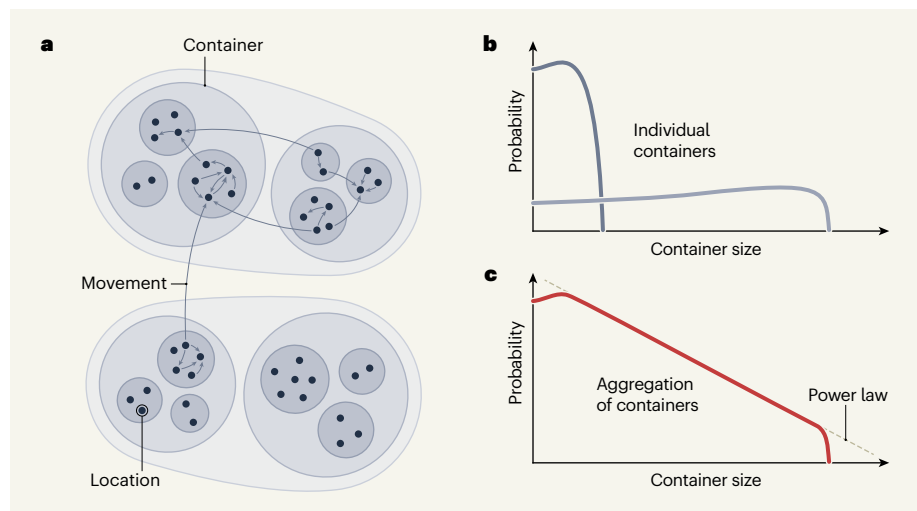 a
Container
Movement
Location
b
Probability
Individual
containers
Container size
c
Probability
Aggregation
of containers
Power law
Container size